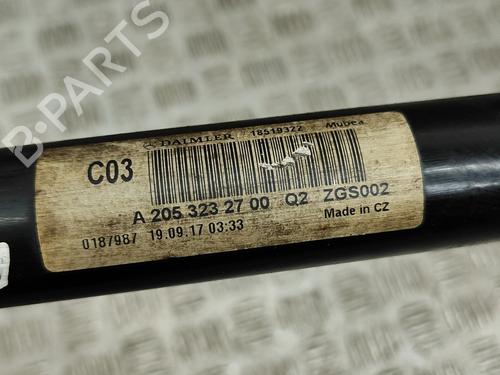 B-PARTS
C03 DAIMLER 18519322 Mubea
A 205 323 27 00 Q2 ZGS002
0187987 19.09.17 03:33 Made in CZ